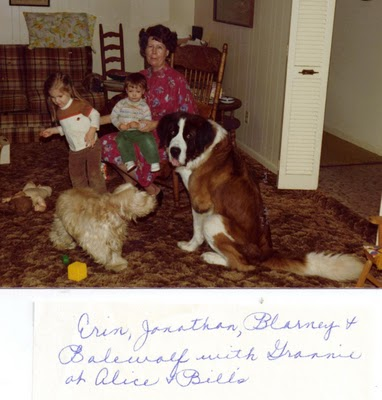 Erin, Jonathan, Blarney +
Balewolf with Grannie
at Alice & Bill's